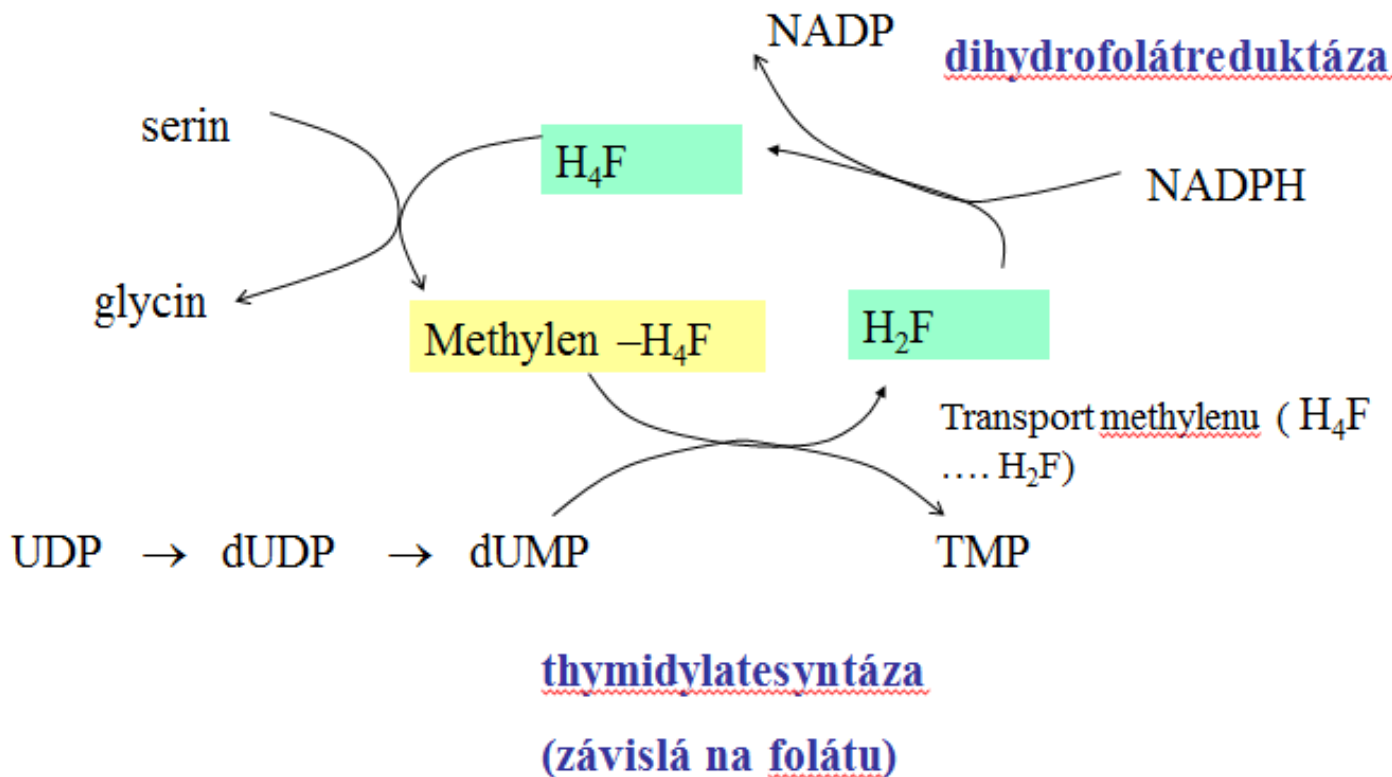 NADP
dihydrofolátreduktáza
serin
H₄F
NADPH
glycin
Methylen –H₄F
H₂F
Transport methylenu ( H₄F
…. H₂F)
UDP → dUDP → dUMP
TMP
thymidylatesyntáza
(závislá na folátu)